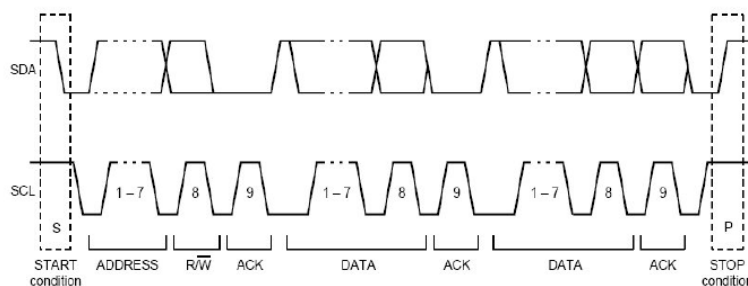 SDA
SCL
1 – 7 8 9 1 – 7 8 9 1 – 7 8 9
S P
START condition ADDRESS R/W̅ ACK DATA ACK DATA ACK STOP condition